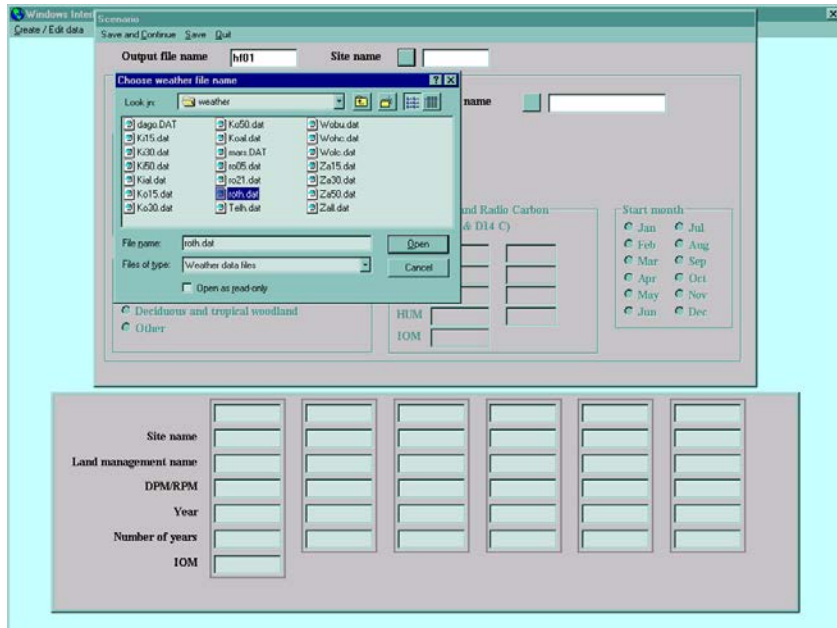 Windows Inter
Create / Edit data
Scenario
Save and Continue Save Quit
Output file name hf01 Site name
Choose weather file name
Look in: weather
name
dago.DAT Ko50.dat Wobu.dat
Ki15.dat Koal.dat Wohc.dat
Ki30.dat mars.DAT Wolc.dat
Ki50.dat ro05.dat Za15.dat
Kial.dat ro21.dat Za30.dat
Ko15.dat roth.dat Za50.dat
Ko30.dat Telh.dat Zall.dat
File name: roth.dat Open
Files of type: Weather data files Cancel
Open as read-only
and Radio Carbon
& D14 C)
Start month
Jan Jul
Feb Aug
Mar Sep
Apr Oct
May Nov
Jun Dec
Deciduous and tropical woodland
Other
HUM
IOM
Site name
Land management name
DPM/RPM
Year
Number of years
IOM